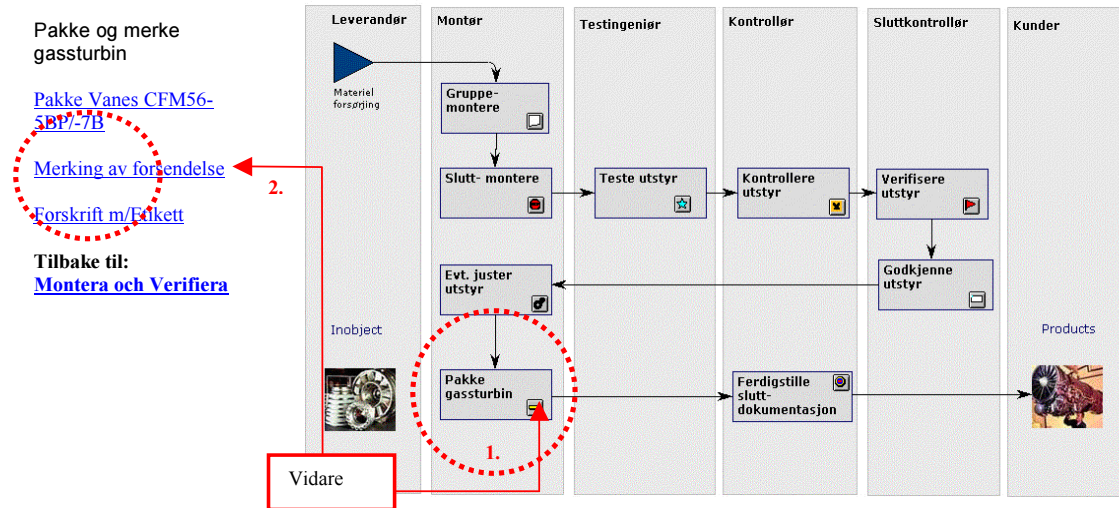 Pakke og merke
gassturbin
Pakke Vanes CFM56-
5BP/-7B
Merking av forsendelse
Forskrift m/Etikett
Tilbake til:
Montera och Verifiera
2.
Leverandør
Montør
Testingeniør
Kontrollør
Sluttkontrollør
Kunder
Materiel
forsørjing
Gruppe-
montere
Slutt- montere
Teste utstyr
Kontrollere
utstyr
Verifisere
utstyr
Godkjenne
utstyr
Evt. juster
utstyr
Inobject
Products
Pakke
gassturbin
Ferdigstille
slutt-
dokumentasjon
1.
Vidare